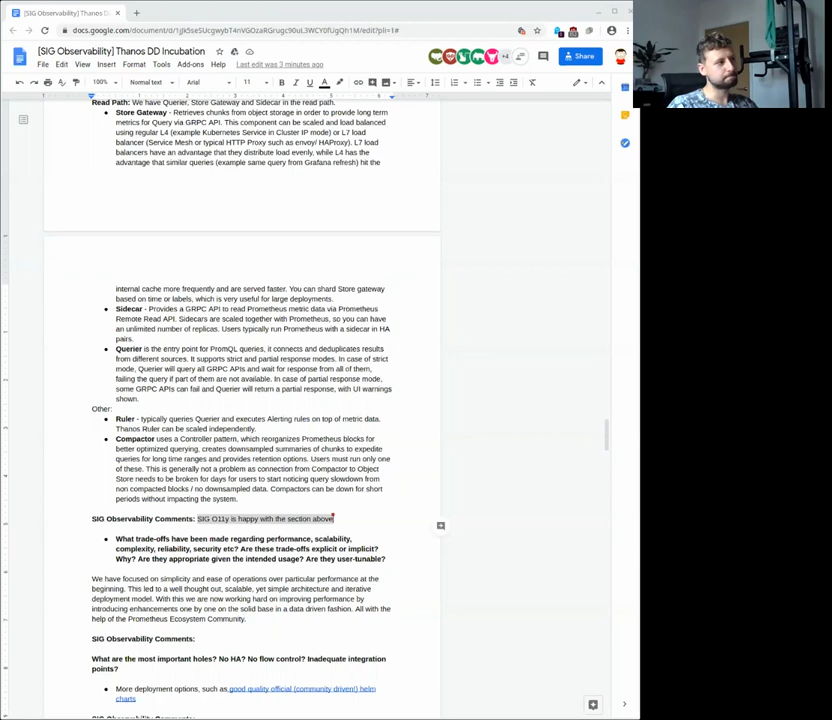 [SIG Observability] Thanos DD In
docs.google.com/document/d/
[SIG Observability] Thanos DD Incubation
File Edit View Insert Format Tools Add-ons Help Last edit was 3 minutes ago
+4
Share
100% Normal text Arial 11
Read Path: We have Querier, Store Gateway and Sidecar in the read path.
● Store Gateway - Retrieves chunks from object storage in order to provide long term
metrics for Query via GRPC API. This component can be scaled and load balanced
using regular L4 (example Kubernetes Service in Cluster IP mode) or L7 load
balancer (Service Mesh or typical HTTP Proxy such as envoy/ HAProxy). L7 load
balancers have an advantage that they distribute load evenly, while L4 has the
advantage that similar queries (example same query from Grafana refresh) hit the
internal cache more frequently and are served faster. You can shard Store gateway
based on time or labels, which is very useful for large deployments.
● Sidecar - Provides a GRPC API to read Prometheus metric data via Prometheus
Remote Read API. Sidecars are scaled together with Prometheus, so you can have
an unlimited number of replicas. Users typically run Prometheus with a sidecar in HA
pairs.
● Querier is the entry point for PromQL queries, it connects and deduplicates results
from different sources. It supports strict and partial response modes. In case of strict
mode, Querier will query all GRPC APIs and wait for response from all of them,
failing the query if part of them are not available. In case of partial response mode,
some GRPC APIs can fail and Querier will return a partial response, with UI warnings
shown.
Other:
● Ruler - typically queries Querier and executes Alerting rules on top of metric data.
Thanos Ruler can be scaled independently.
● Compactor uses a Controller pattern, which reorganizes Prometheus blocks for
better optimized querying, creates downsampled summaries of chunks to expedite
queries for long time ranges and provides retention options. Users must run only one
of these. This is generally not a problem as connection from Compactor to Object
Store needs to be broken for days for users to start noticing query slowdown from
non compacted blocks / no downsampled data. Compactors can be down for short
periods without impacting the system.
SIG Observability Comments: SIG O11y is happy with the section above
● What trade-offs have been made regarding performance, scalability,
complexity, reliability, security etc? Are these trade-offs explicit or implicit?
Why? Are they appropriate given the intended usage? Are they user-tunable?
We have focused on simplicity and ease of operations over particular performance at the
beginning. This led to a well thought out, scalable, yet simple architecture and iterative
deployment model. With this we are now working hard on improving performance by
introducing enhancements one by one on the solid base in a data driven fashion. All with the
help of the Prometheus Ecosystem Community.
SIG Observability Comments:
What are the most important holes? No HA? No flow control? Inadequate integration
points?
● More deployment options, such as good quality official (community driven!) helm
charts